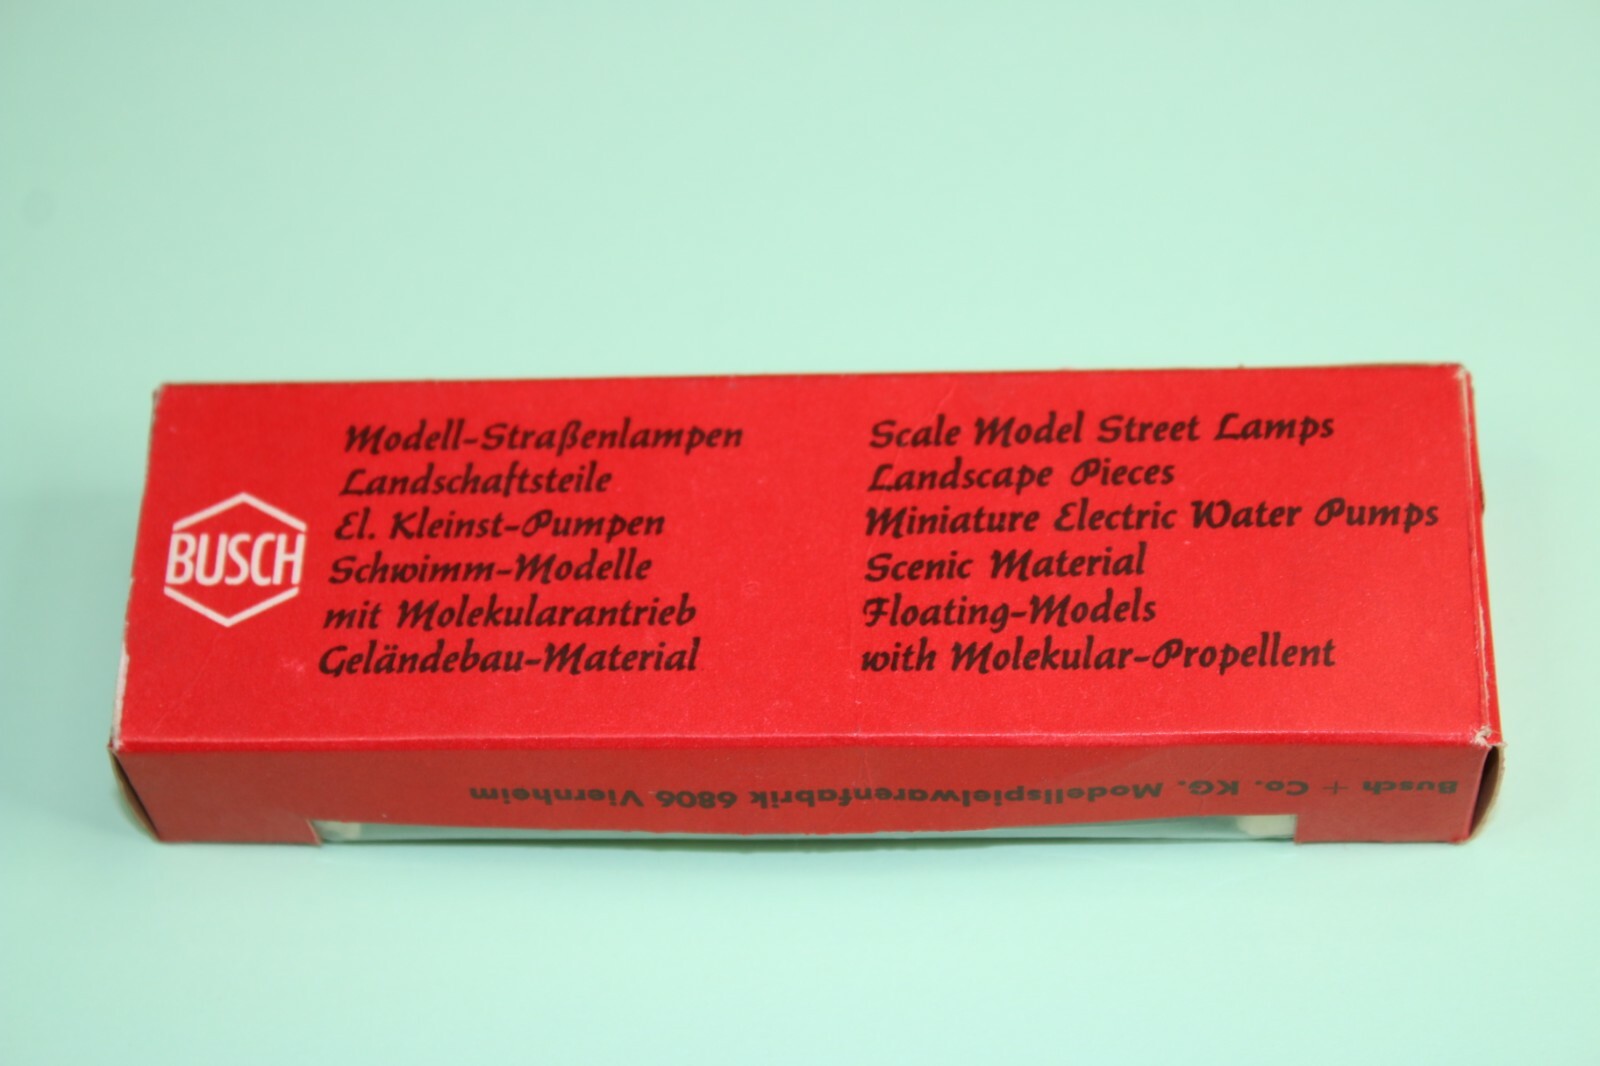 BUSCH
Modell-Straßenlampen
Landschaftsteile
El. Kleinst-Pumpen
Schwimm-Modelle
mit Molekularantrieb
Geländebau-Material
Scale Model Street Lamps
Landscape Pieces
Miniature Electric Water Pumps
Scenic Material
Floating-Models
with Molekular-Propellent
Busch + Co. KG. Modellspielwarenfabrik 6806 Viernheim